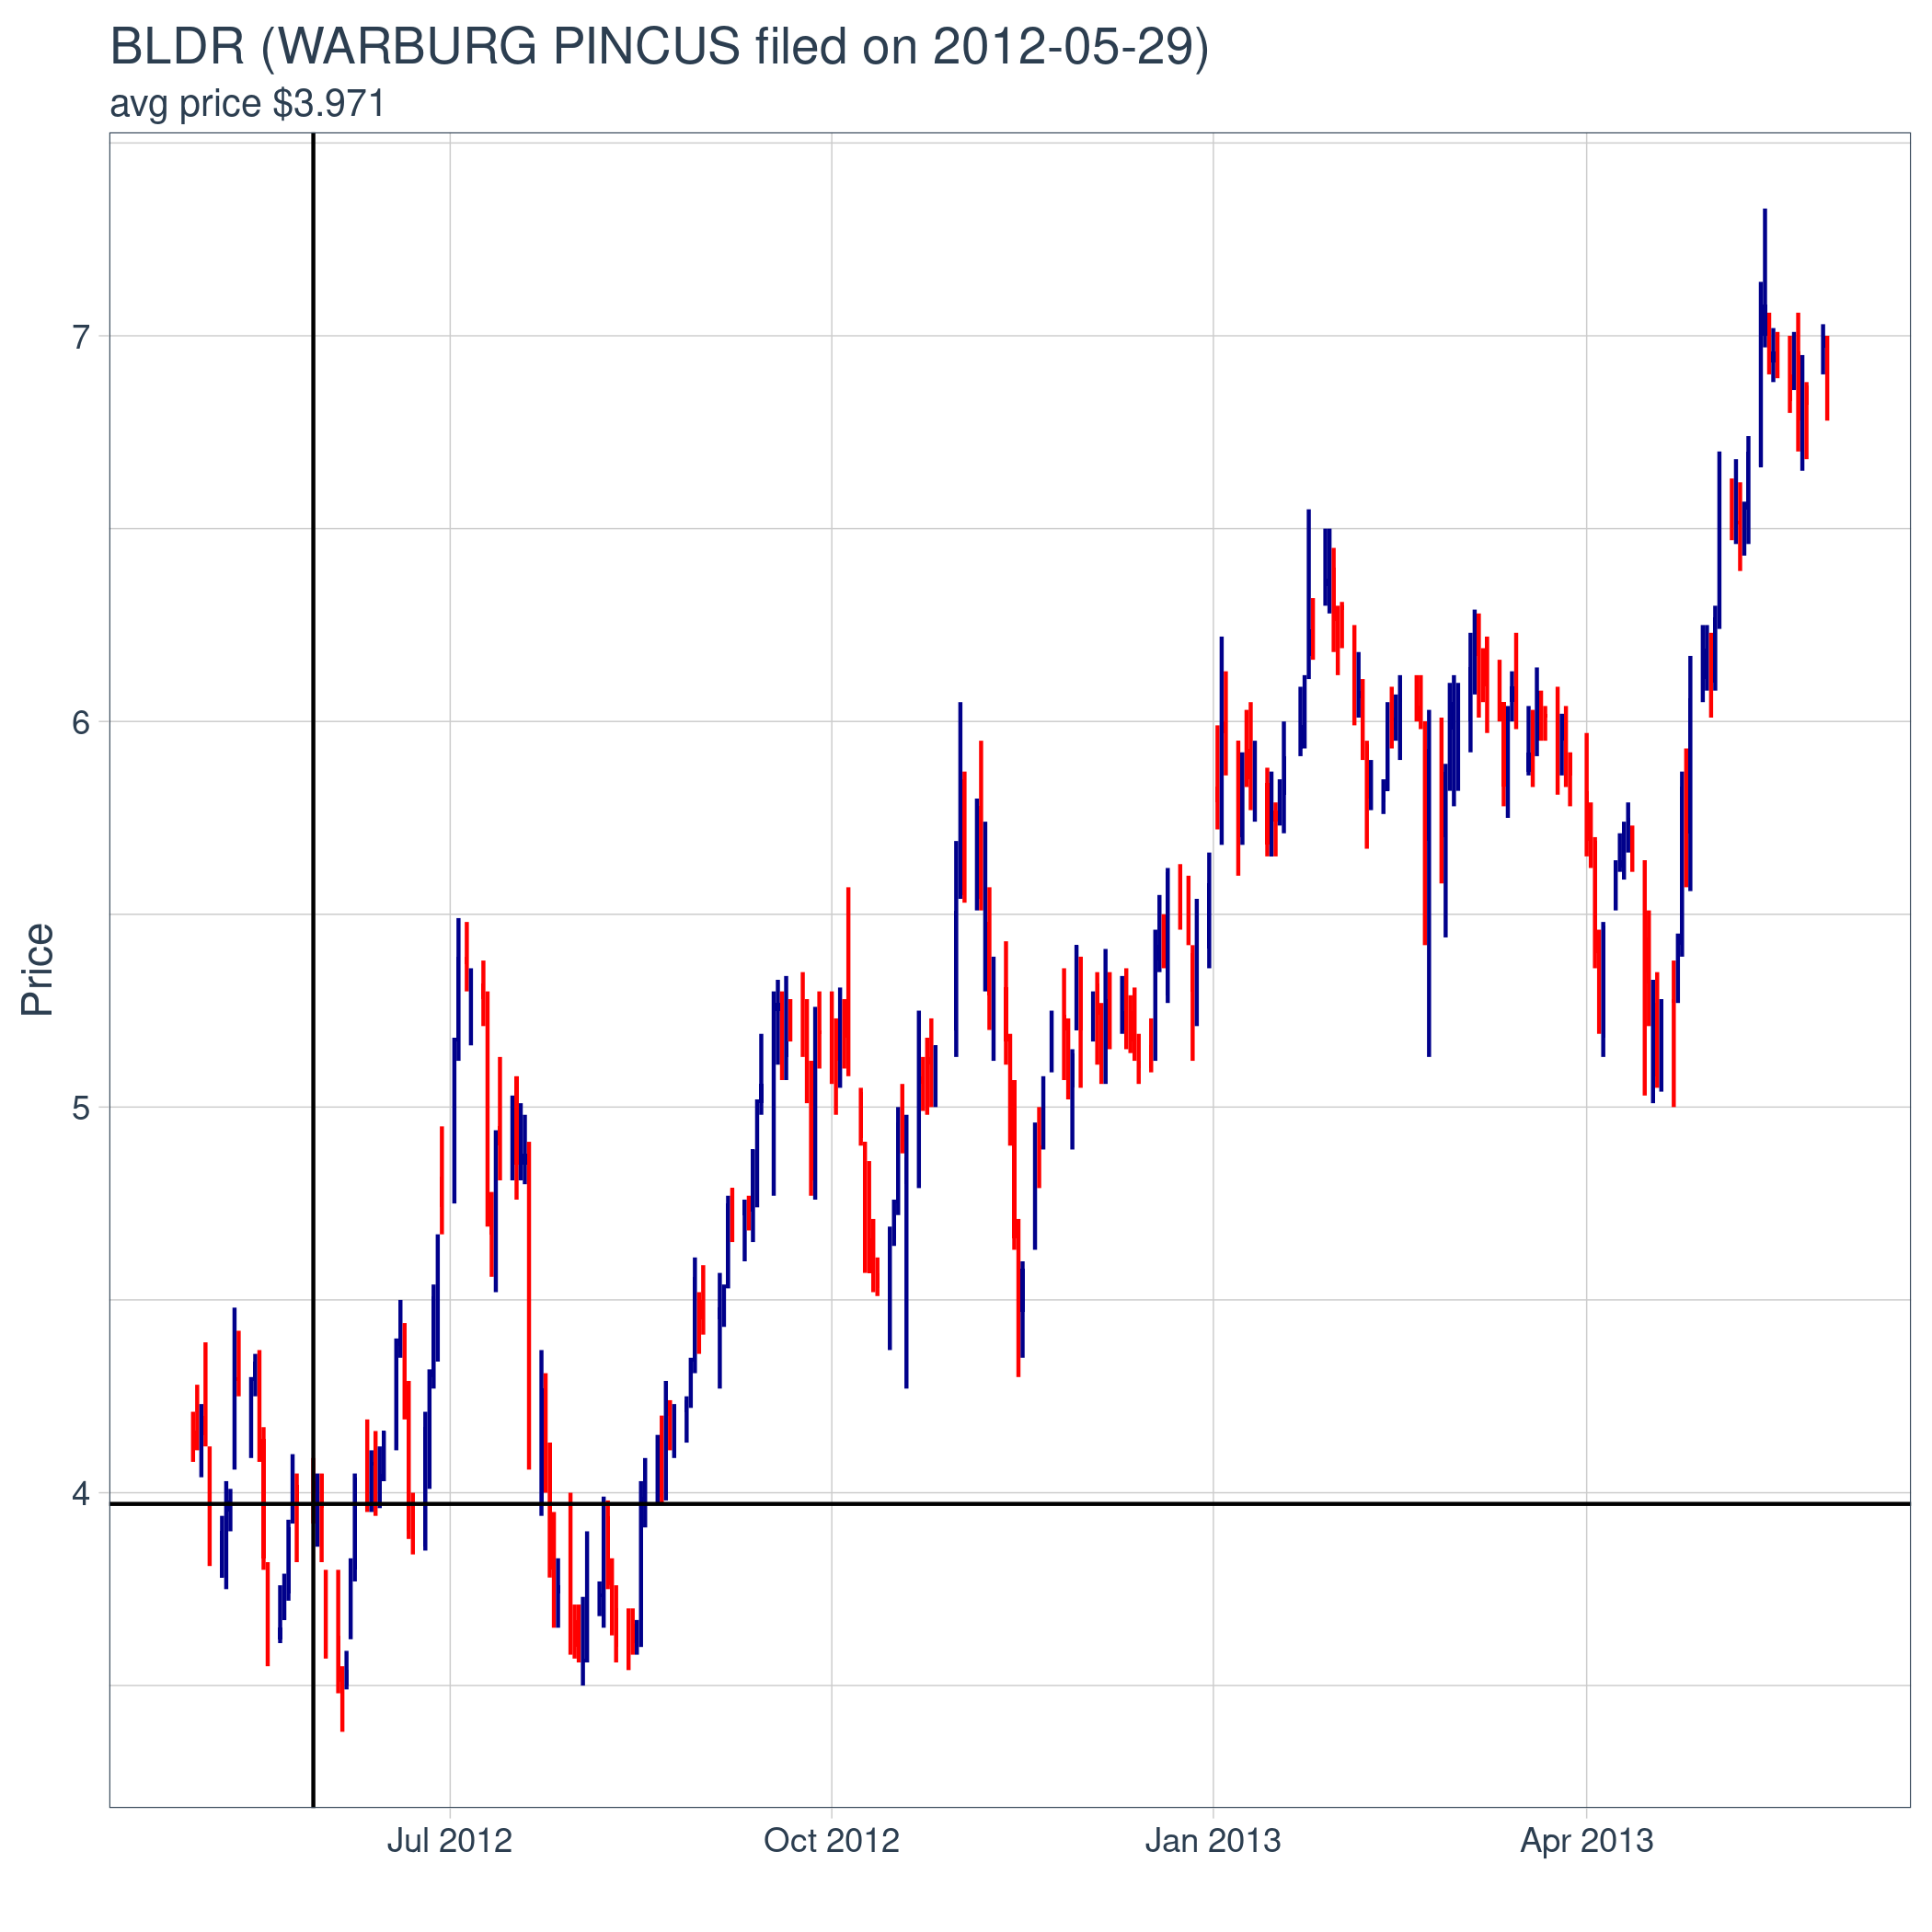 BLDR (WARBURG PINCUS filed on 2012-05-29)
avg price $3.971
7
6
5
4
Price
Jul 2012
Oct 2012
Jan 2013
Apr 2013